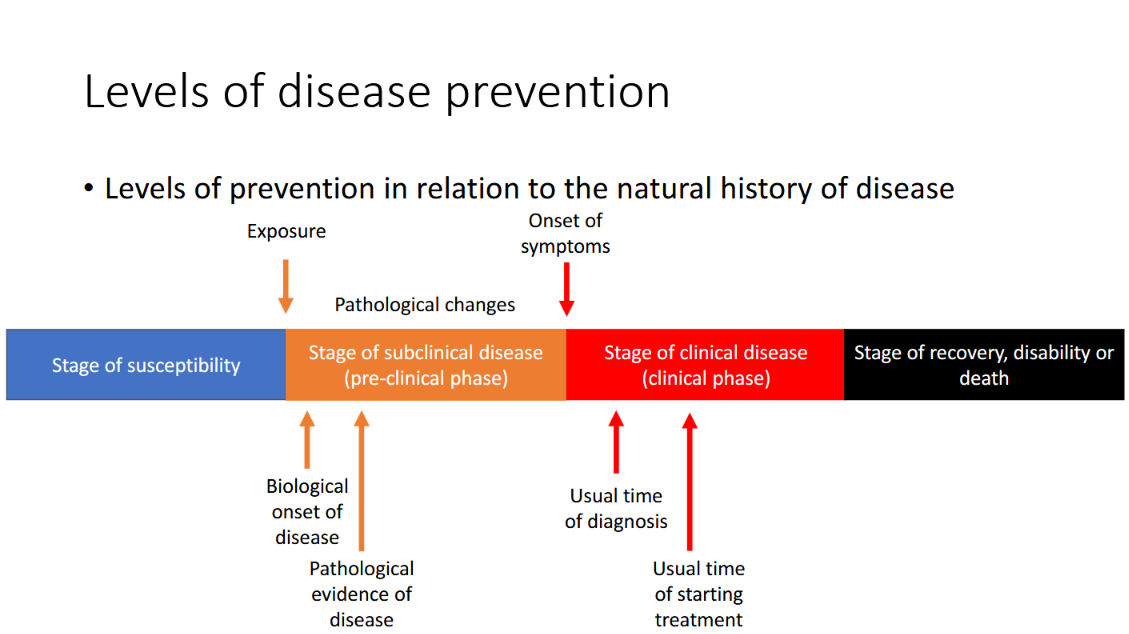 Levels of disease prevention
• Levels of prevention in relation to the natural history of disease
Exposure
Onset of
symptoms
Pathological changes
Stage of susceptibility
Stage of subclinical disease
(pre-clinical phase)
Stage of clinical disease
(clinical phase)
Stage of recovery, disability or
death
Biological
onset of
disease
Pathological
evidence of
disease
Usual time
of diagnosis
Usual time
of starting
treatment